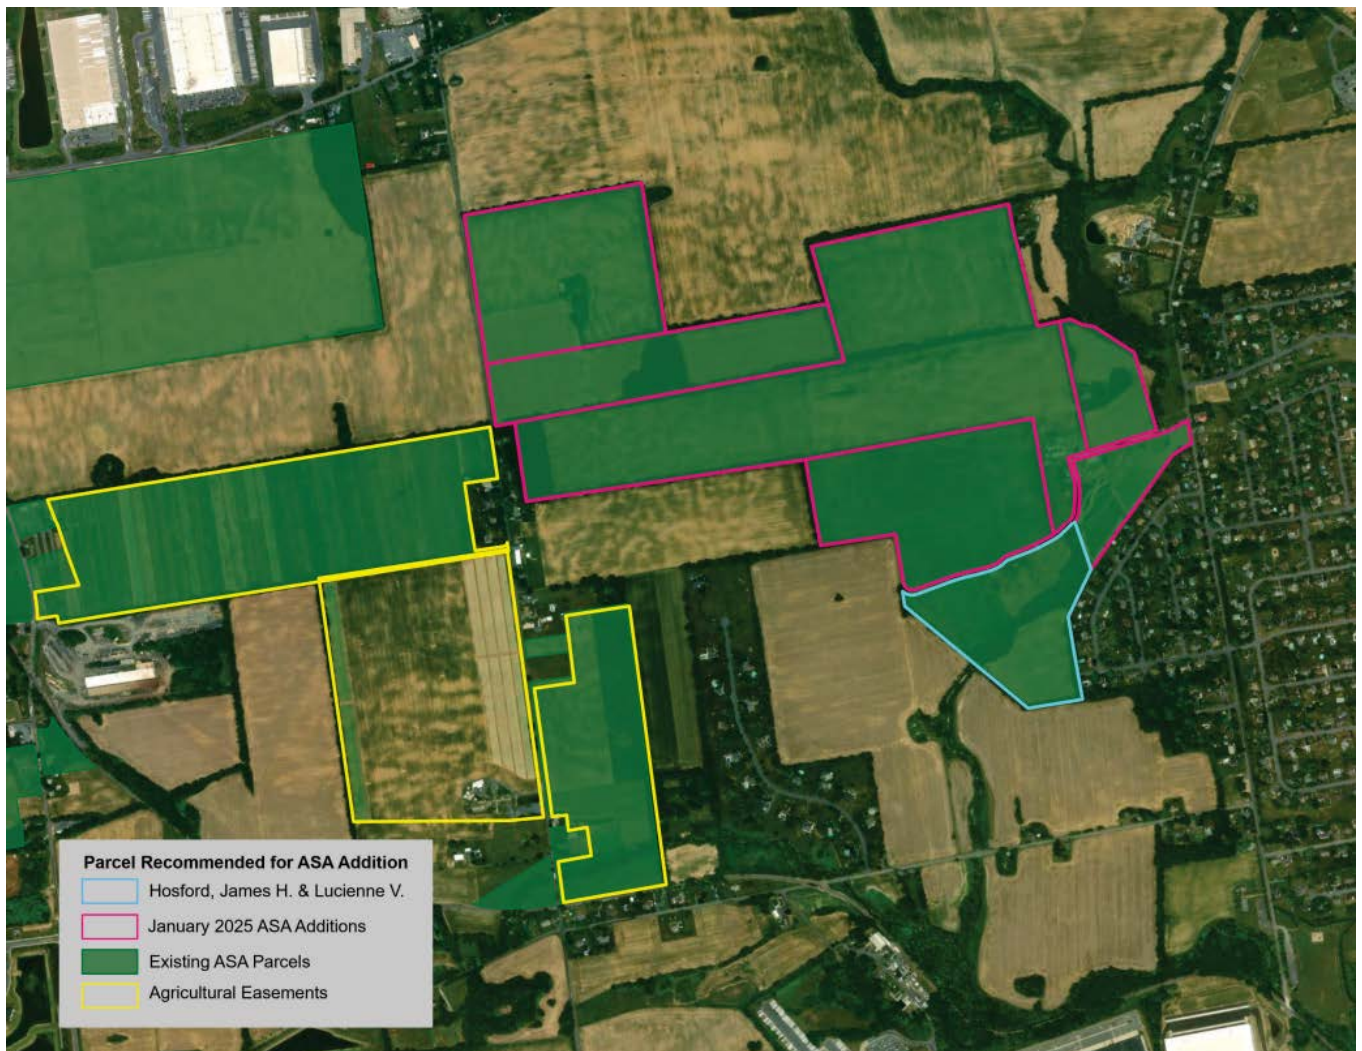 Parcel Recommended for ASA Addition
Hosford, James H. & Lucienne V.
January 2025 ASA Additions
Existing ASA Parcels
Agricultural Easements